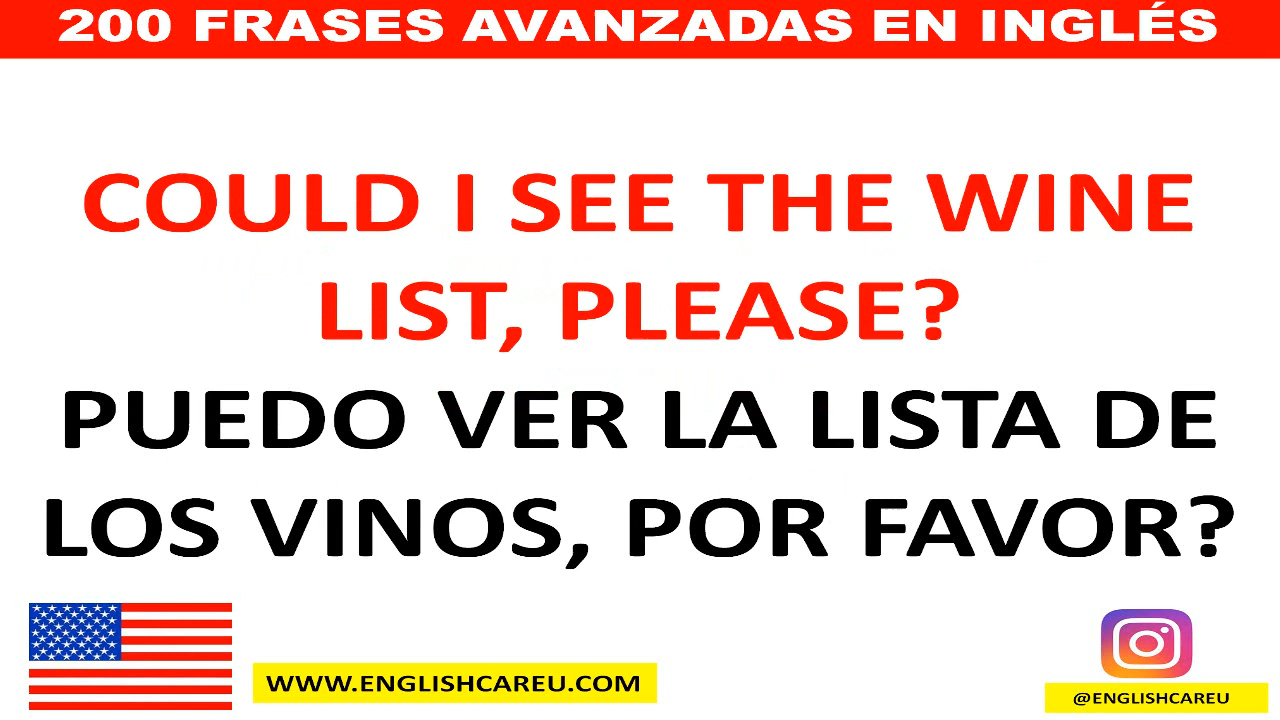 200 FRASES AVANZADAS EN INGLÉS
COULD I SEE THE WINE
LIST, PLEASE?
PUEDO VER LA LISTA DE
LOS VINOS, POR FAVOR?
WWW.ENGLISHCAREU.COM
@ENGLISHCAREU